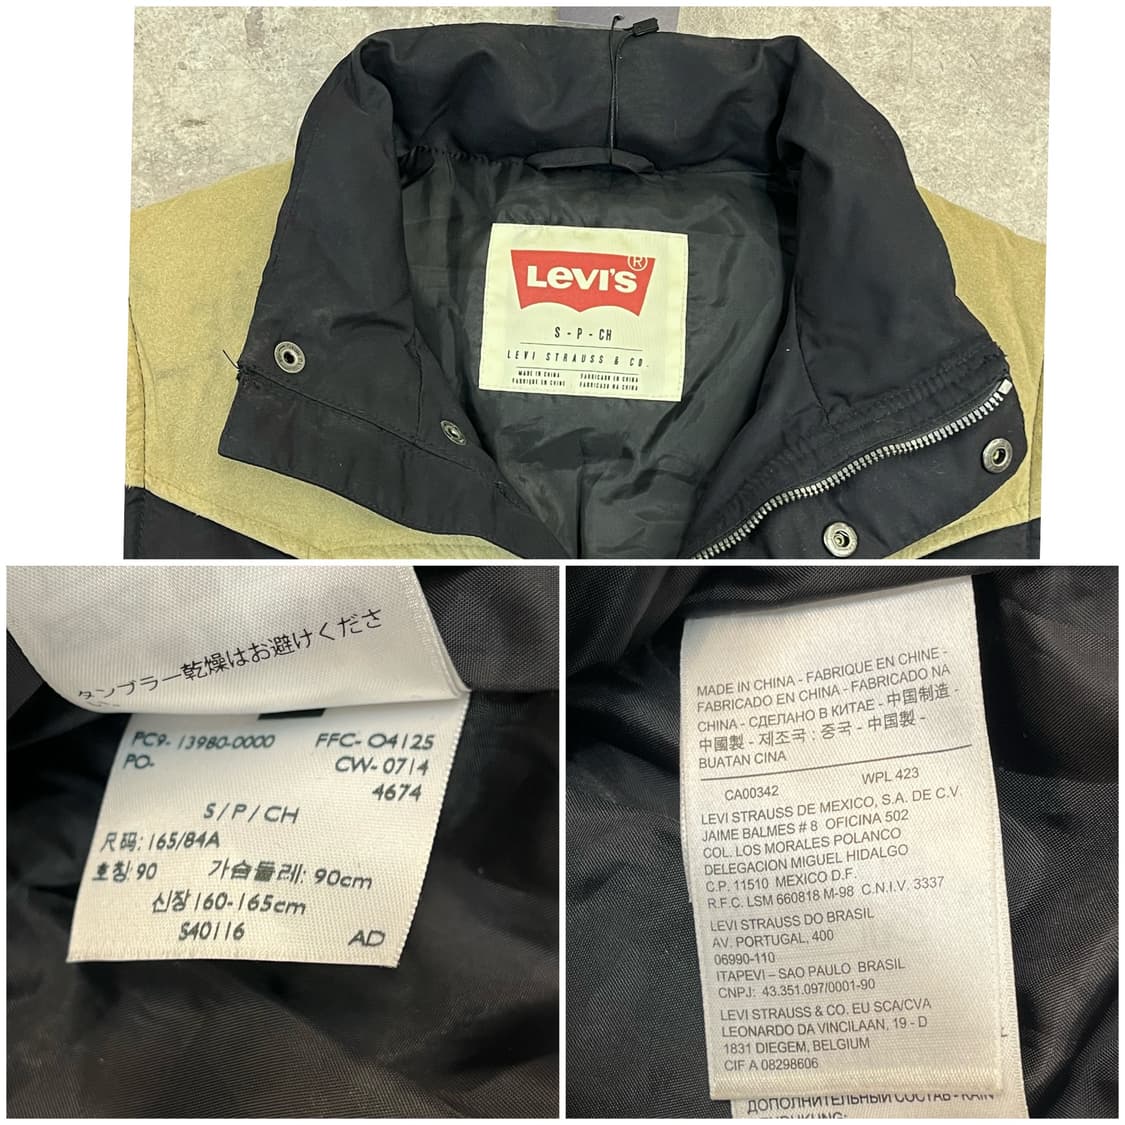 LEVI'S ®
S - P - CH
LEVI STRAUSS & CO.
MADE IN CHINA FABRICADO EN CHINA
FABRIQUE EN CHINE FABRICADO NA CHINA
タンブラー乾燥はお避けくださ
い.
PC9- 13980-0000 FFC- 04125
PO- CW- 0714
4674
S / P / CH
尺码: 165/84A
호칭: 90 가슴둘레: 90cm
신장 160-165cm
S40116 AD
MADE IN CHINA - FABRIQUE EN CHINE -
FABRICADO EN CHINA - FABRICADO NA
CHINA - СДЕЛАНО В КИТАЕ - 中国制造 -
中國製 - 제조국 : 중국 - 中国製 -
BUATAN CINA
CA00342 WPL 423
LEVI STRAUSS DE MEXICO, S.A. DE C.V.
JAIME BALMES # 8 OFICINA 502
COL. LOS MORALES POLANCO
DELEGACION MIGUEL HIDALGO
C.P. 11510 MEXICO D.F.
R.F.C. LSM 660818 M-98 C.N.I.V. 3337
LEVI STRAUSS DO BRASIL
AV. PORTUGAL, 400
06990-110
ITAPEVI – SAO PAULO BRASIL
CNPJ: 43.351.097/0001-90
LEVI STRAUSS & CO. EU SCA/CVA
LEONARDO DA VINCILAAN, 19 - D
1831 DIEGEM, BELGIUM
CIF A 08298606
ДОПОЛНИТЕЛЬНЫЙ СОСТАВ -